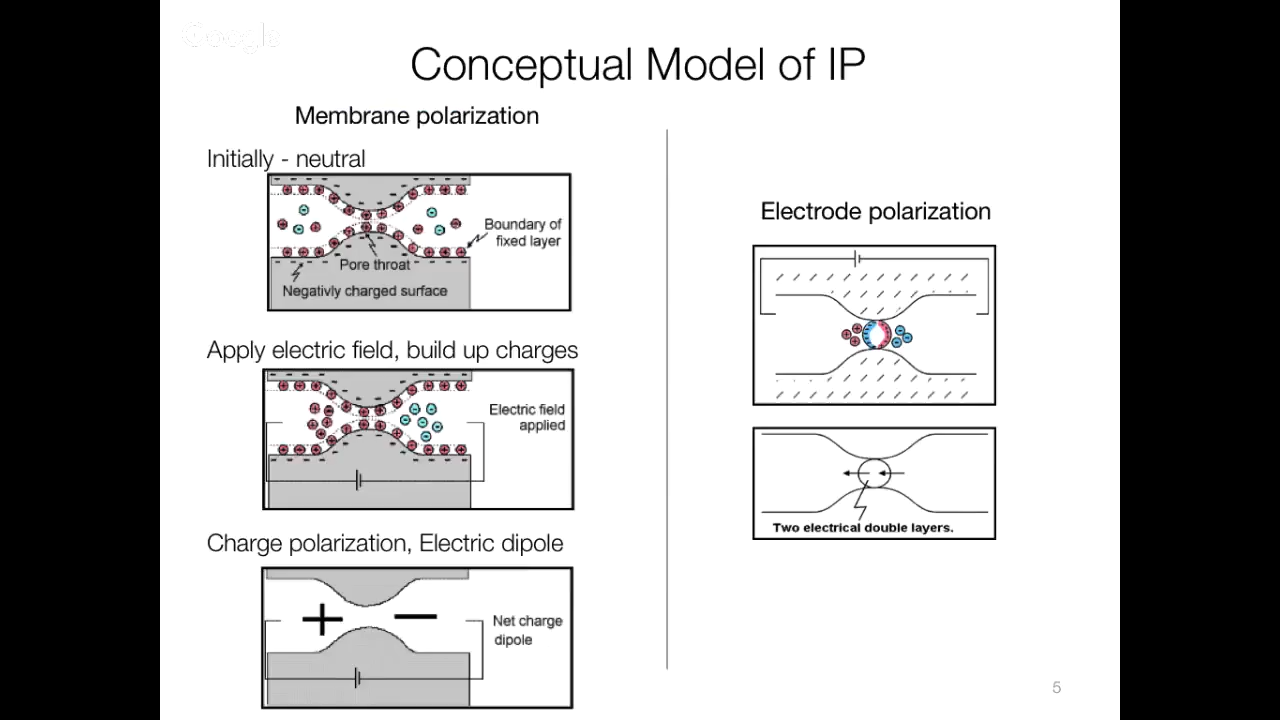 Google
Conceptual Model of IP
Membrane polarization
Initially - neutral
Boundary of
fixed layer
Pore throat
Negativly charged surface
Apply electric field, build up charges
Electric field
applied
Charge polarization, Electric dipole
Net charge
dipole
Electrode polarization
Two electrical double layers.
5